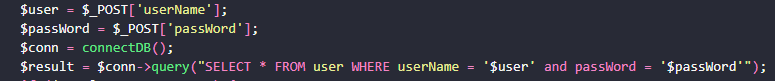 $user = $_POST['userName'];
$passWord = $_POST['passWord'];
$conn = connectDB();
$result = $conn->query("SELECT * FROM user WHERE userName = '$user' and passWord = '$passWord'");